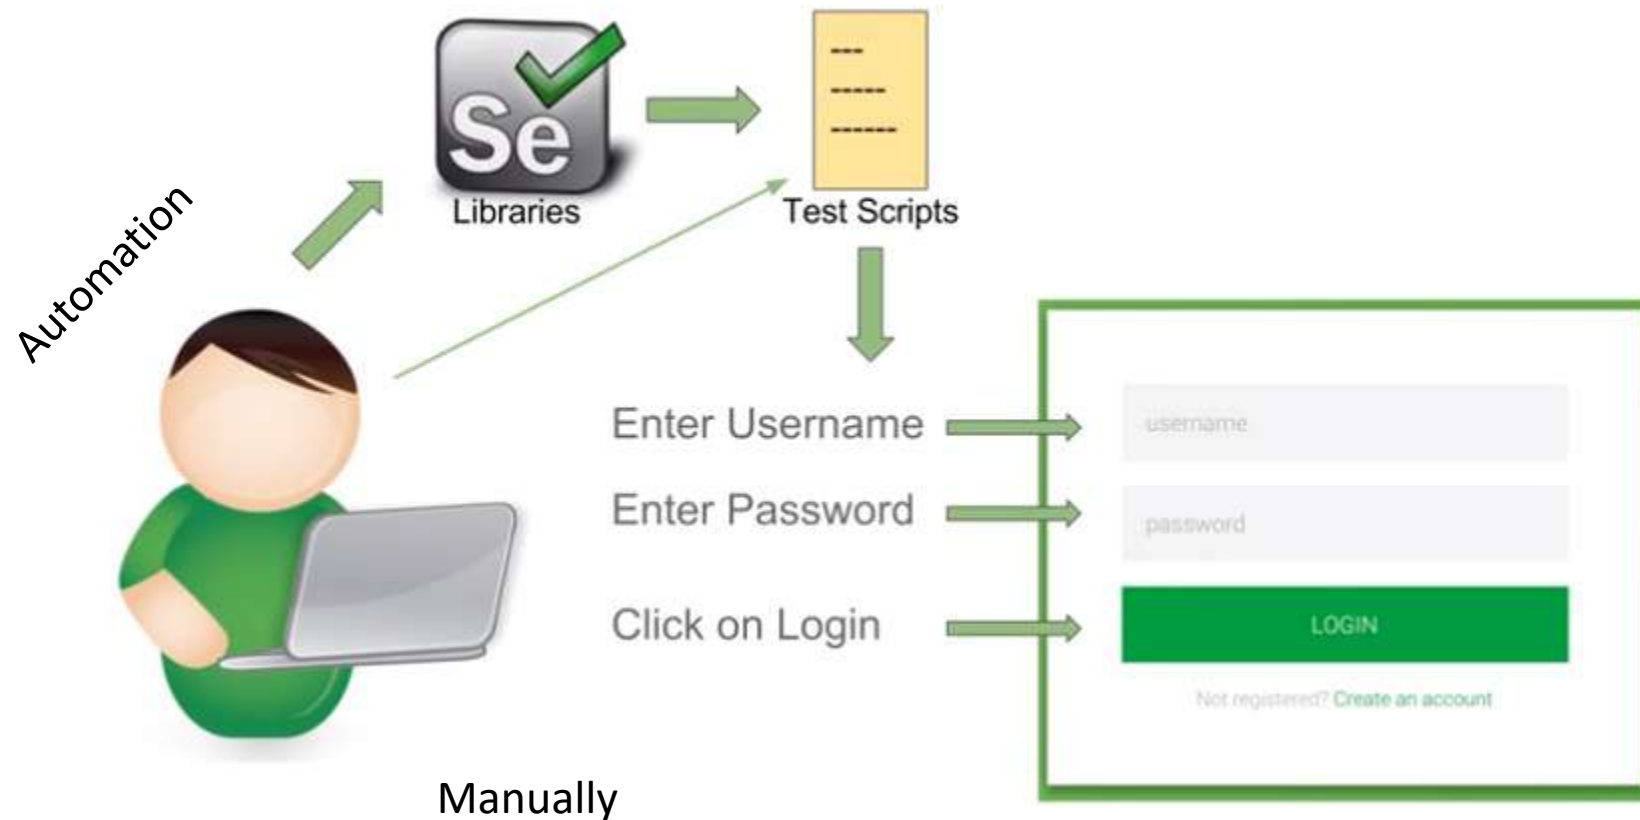 Se
Libraries
Test Scripts
Automation
Enter Username
username
Enter Password
password
Click on Login
LOGIN
Not registered? Create an account
Manually